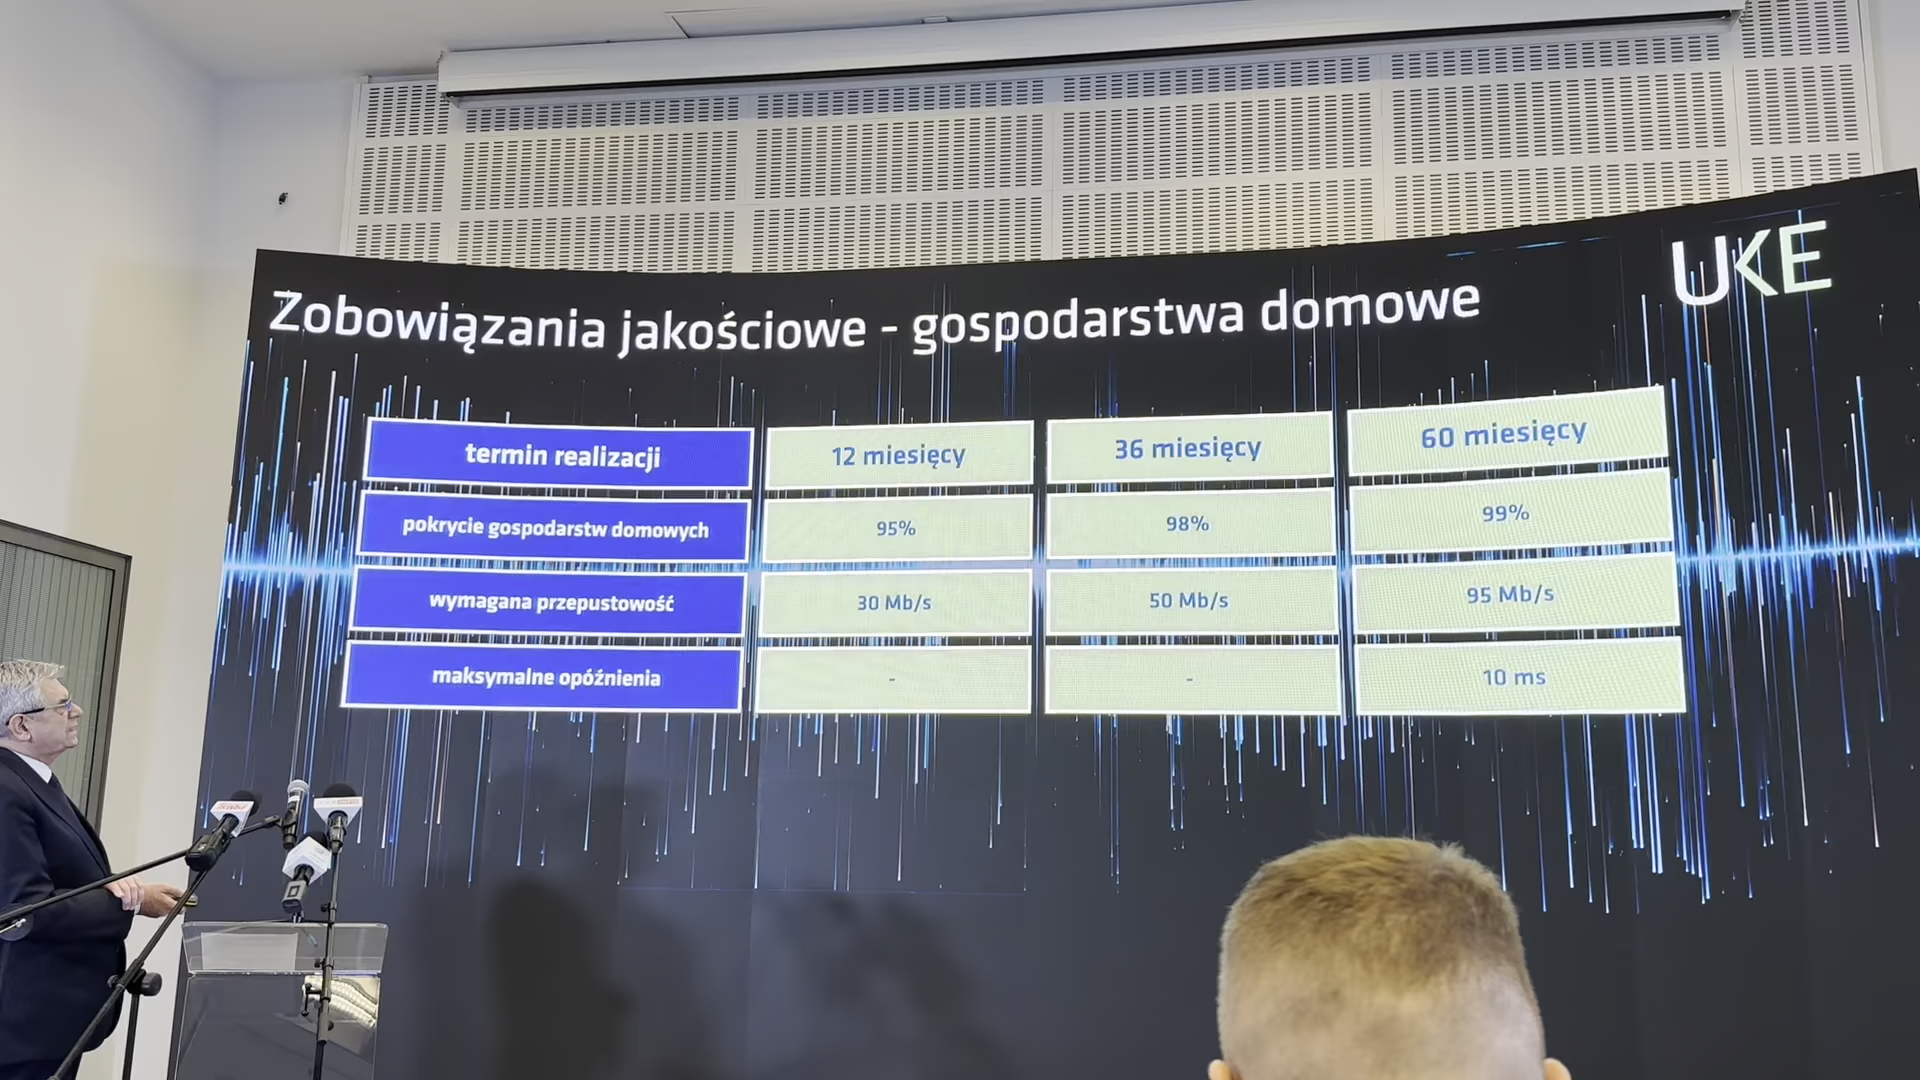 UKE
Zobowiązania jakościowe - gospodarstwa domowe
termin realizacji 12 miesięcy 36 miesięcy 60 miesięcy
pokrycie gospodarstw domowych 95% 98% 99%
wymagana przepustowość 30 Mb/s 50 Mb/s 95 Mb/s
maksymalne opóźnienia - - 10 ms